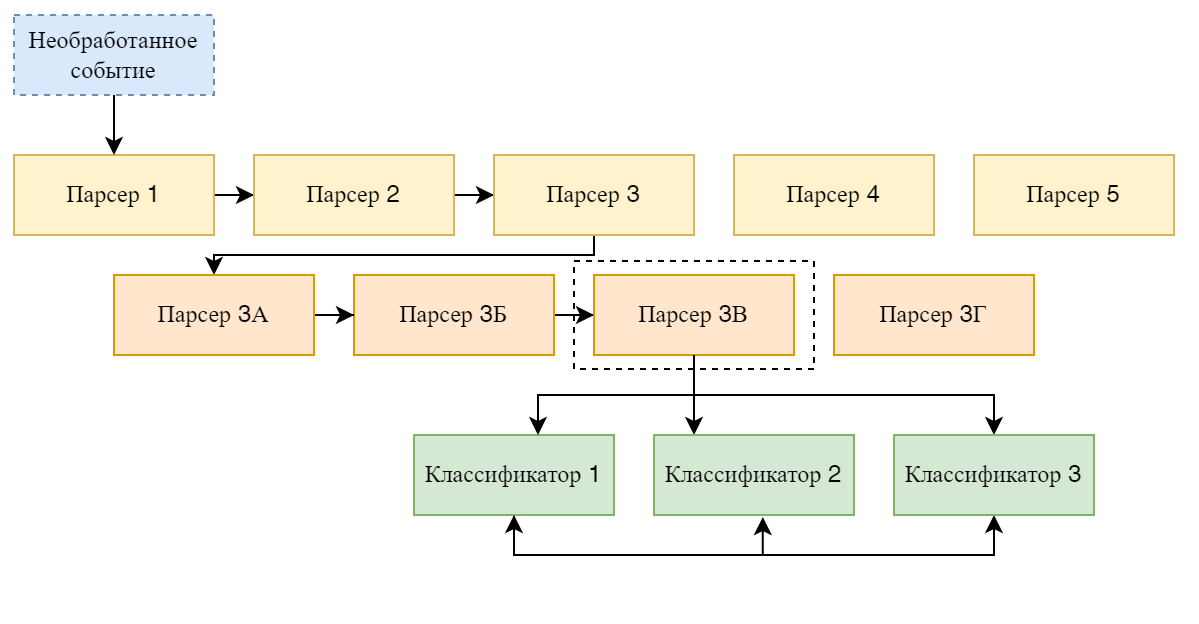 Необработанное
событие
Парсер 1
Парсер 2
Парсер 3
Парсер 4
Парсер 5
Парсер 3А
Парсер 3Б
Парсер 3В
Парсер 3Г
Классификатор 1
Классификатор 2
Классификатор 3